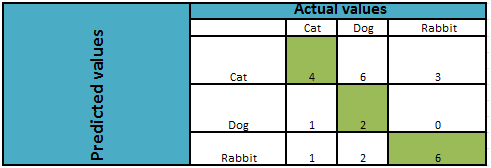 Actual values
Predicted values
Cat Dog Rabbit
Cat 4 6 3
Dog 1 2 0
Rabbit 1 2 6